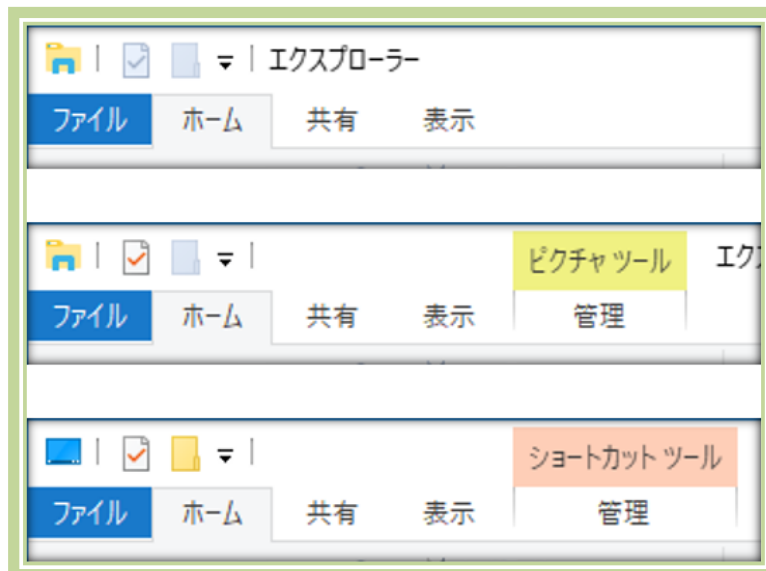 エクスプローラー
ファイル ホーム 共有 表示
ピクチャ ツール エク
ファイル ホーム 共有 表示 管理
ショートカット ツール
ファイル ホーム 共有 表示 管理